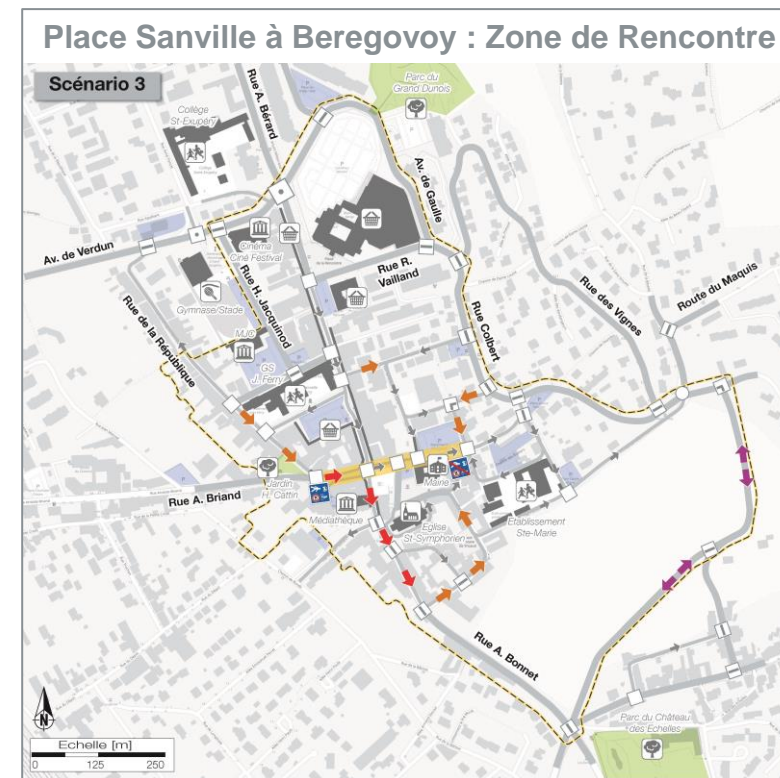 Place Sanville à Beregovoy : Zone de Rencontre
Scénario 3
Parc du
Grand Dunois
Collège
St-Exupéry
Rue A. Bérard
Av. de Gaulle
Av. de Verdun
Cinéma
Ciné Festival
Rue R.
Vailland
Rue des Vignes
Route du Maquis
Gymnase/Stade
Rue H. Jacquinod
Rue Colbert
Rue de la République
MJC
GS
J. Ferry
Jardin
H. Cattin
Mairie
Rue A. Briand
Médiathèque
Eglise
St-Symphorien
Etablissement
Ste-Marie
Rue A. Bonnet
Parc du Château
des Echelles
N
Echelle [m]
0 125 250